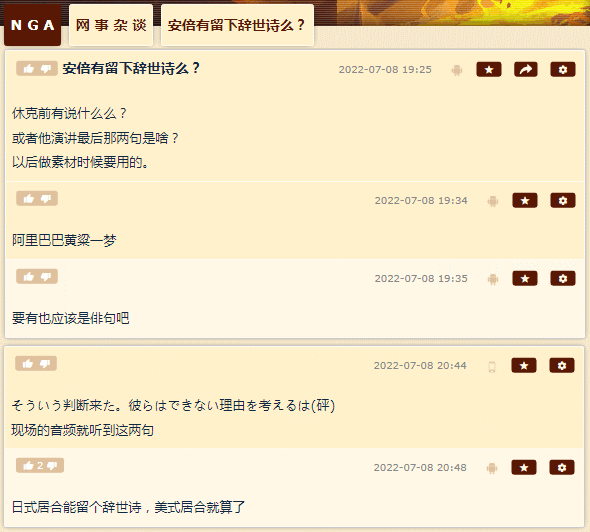 NGA
网事杂谈
安倍有留下辞世诗么？
安倍有留下辞世诗么？
2022-07-08 19:25
休克前有说什么么？
或者他演讲最后那两句是啥？
以后做素材时候要用的。
2022-07-08 19:34
阿里巴巴黄粱一梦
2022-07-08 19:35
要有也应该是俳句吧
2022-07-08 20:44
そういう判断来た。彼らはできない理由を考えるは(砰)
现场的音频就听到这两句
2
2022-07-08 20:48
日式居合能留个辞世诗，美式居合就算了